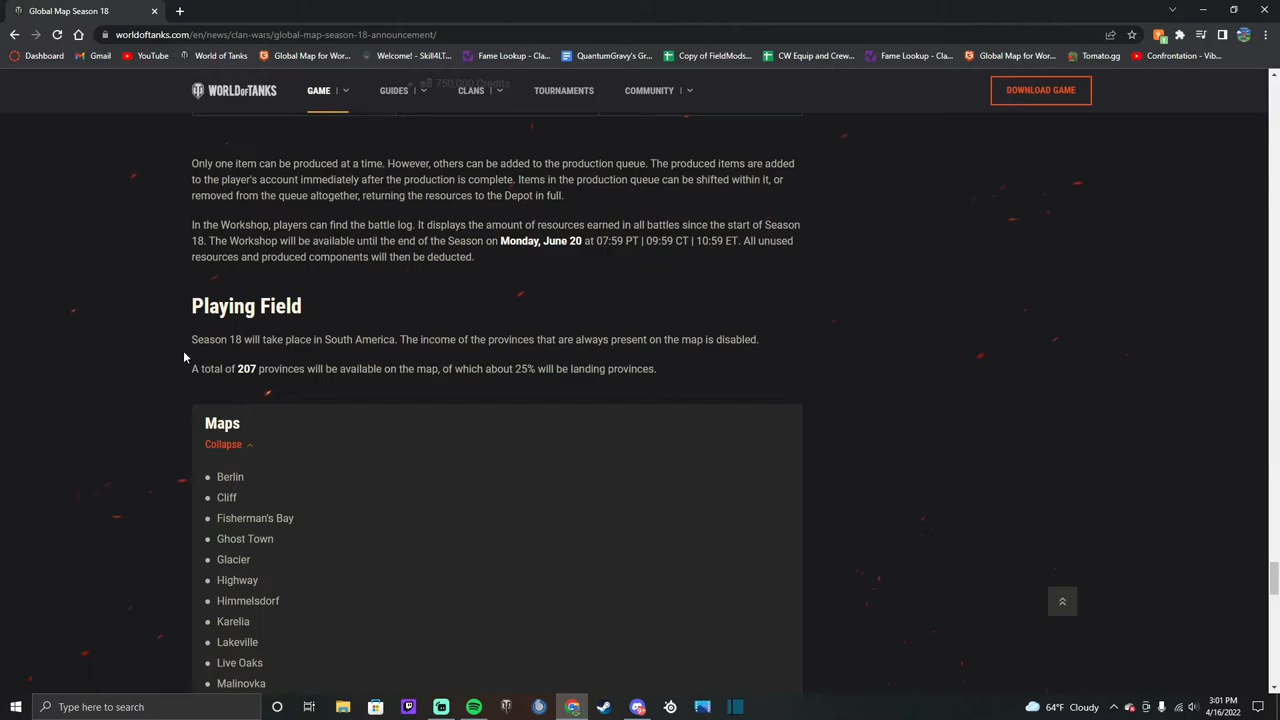 Global Map Season 18
worldoftanks.com/en/news/clan-wars/global-map-season-18-announcement/
Dashboard Gmail YouTube World of Tanks Global Map for Wor... Welcome! - Skill4LT... Fame Lookup - Cla... QuantumGravy's G... Copy of FieldMods... CW Equip and Crew... Fame Lookup - Cla... Global Map for Wor... Tomato.gg Confrontation - Vib...
750,000 Credits
WORLD OF TANKS GAME GUIDES CLANS TOURNAMENTS COMMUNITY DOWNLOAD GAME
Only one item can be produced at a time. However, others can be added to the production queue. The produced items are added
to the player's account immediately after the production is complete. Items in the production queue can be shifted within it, or
removed from the queue altogether, returning the resources to the Depot in full.
In the Workshop, players can find the battle log. It displays the amount of resources earned in all battles since the start of Season
18. The Workshop will be available until the end of the Season on Monday, June 20 at 07:59 PT | 09:59 CT | 10:59 ET. All unused
resources and produced components will then be deducted.
Playing Field
Season 18 will take place in South America. The income of the provinces that are always present on the map is disabled.
A total of 207 provinces will be available on the map, of which about 25% will be landing provinces.
Maps
Collapse
Berlin
Cliff
Fisherman's Bay
Ghost Town
Glacier
Highway
Himmelsdorf
Karelia
Lakeville
Live Oaks
Malinovka
Type here to search
64°F Cloudy
3:01 PM
4/16/2022